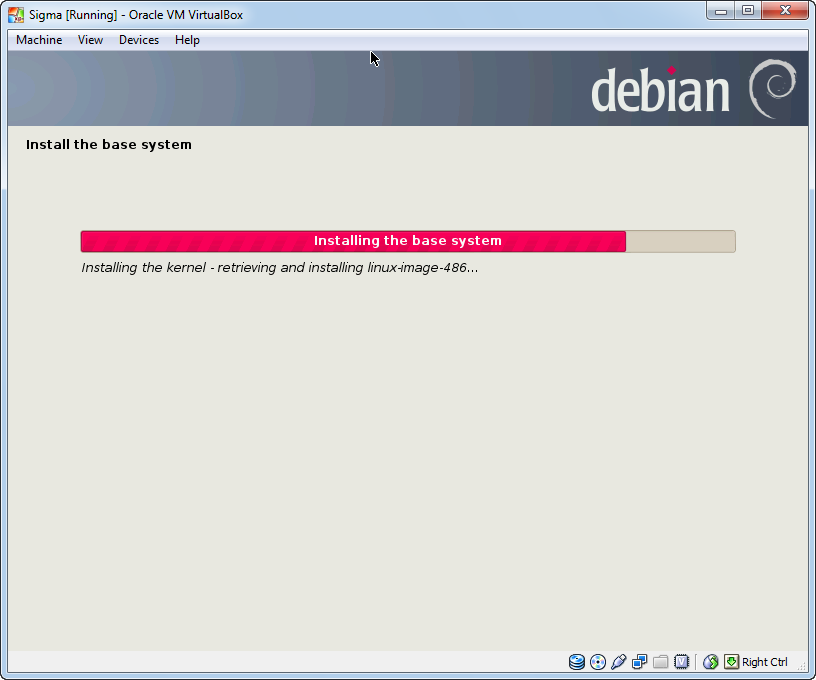 Sigma [Running] - Oracle VM VirtualBox
Machine View Devices Help
debian
Install the base system
Installing the base system
Installing the kernel - retrieving and installing linux-image-486...
Right Ctrl